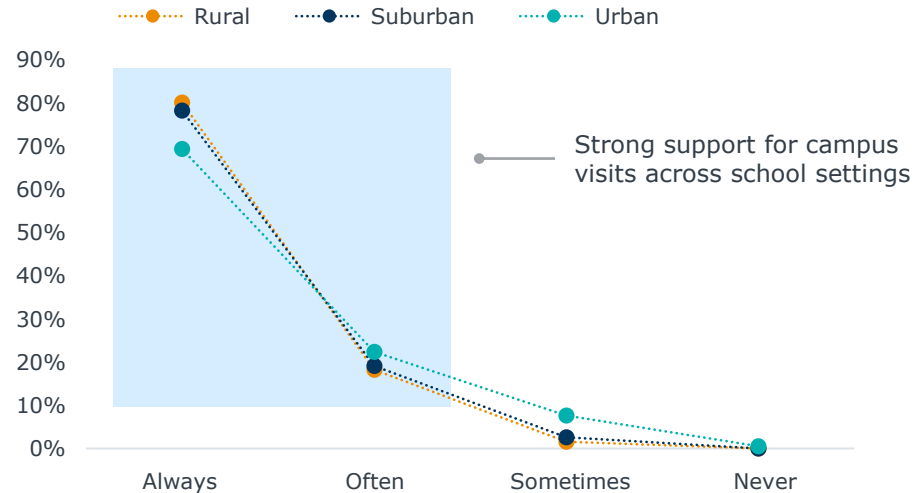 Rural Suburban Urban
90%
80%
70%
60%
50%
40%
30%
20%
10%
0%
Strong support for campus
visits across school settings
Always Often Sometimes Never